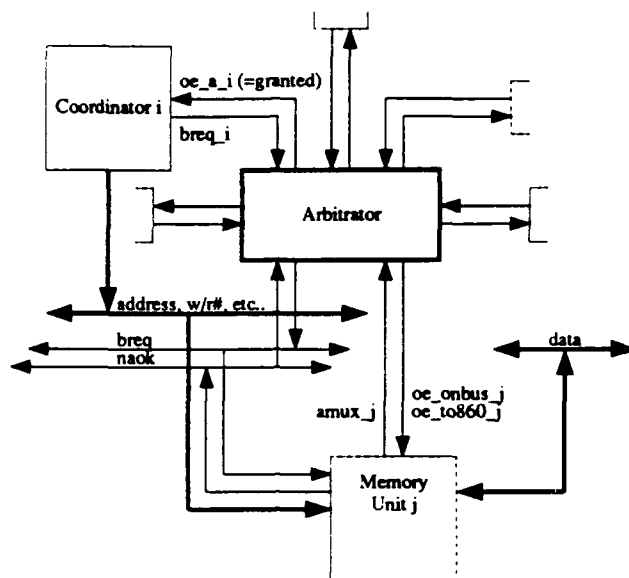 oe_a_i (=granted)
Coordinator i
breq_i
Arbitrator
address, w/r#, etc..
breq
naok
data
amux_j
oe_onbus_j
oe_to860_j
Memory
Unit j